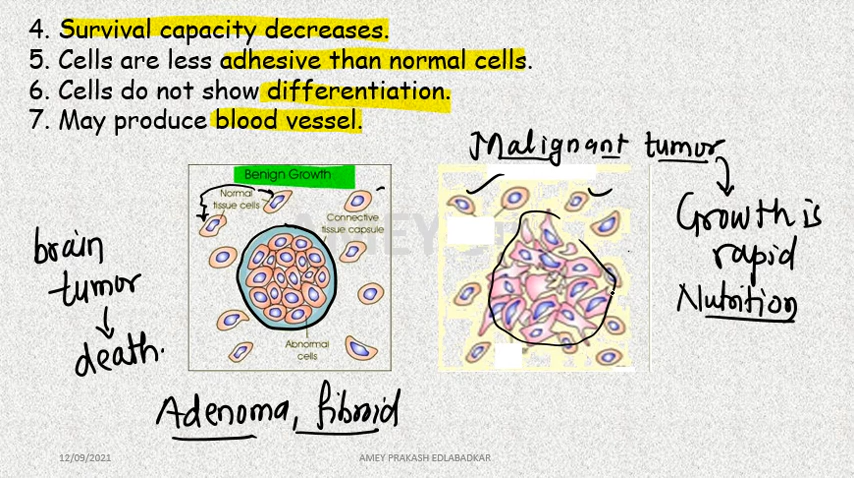 4. Survival capacity decreases.
5. Cells are less adhesive than normal cells.
6. Cells do not show differentiation.
7. May produce blood vessel.
Malignant tumor
Benign Growth
Normal
tissue cells
Connective
tissue capsule
Abnormal
cells
Growth is
rapid
Nutrition
brain
tumor
death.
Adenoma, fibroid
12/09/2021
AMEY PRAKASH EDLABADKAR